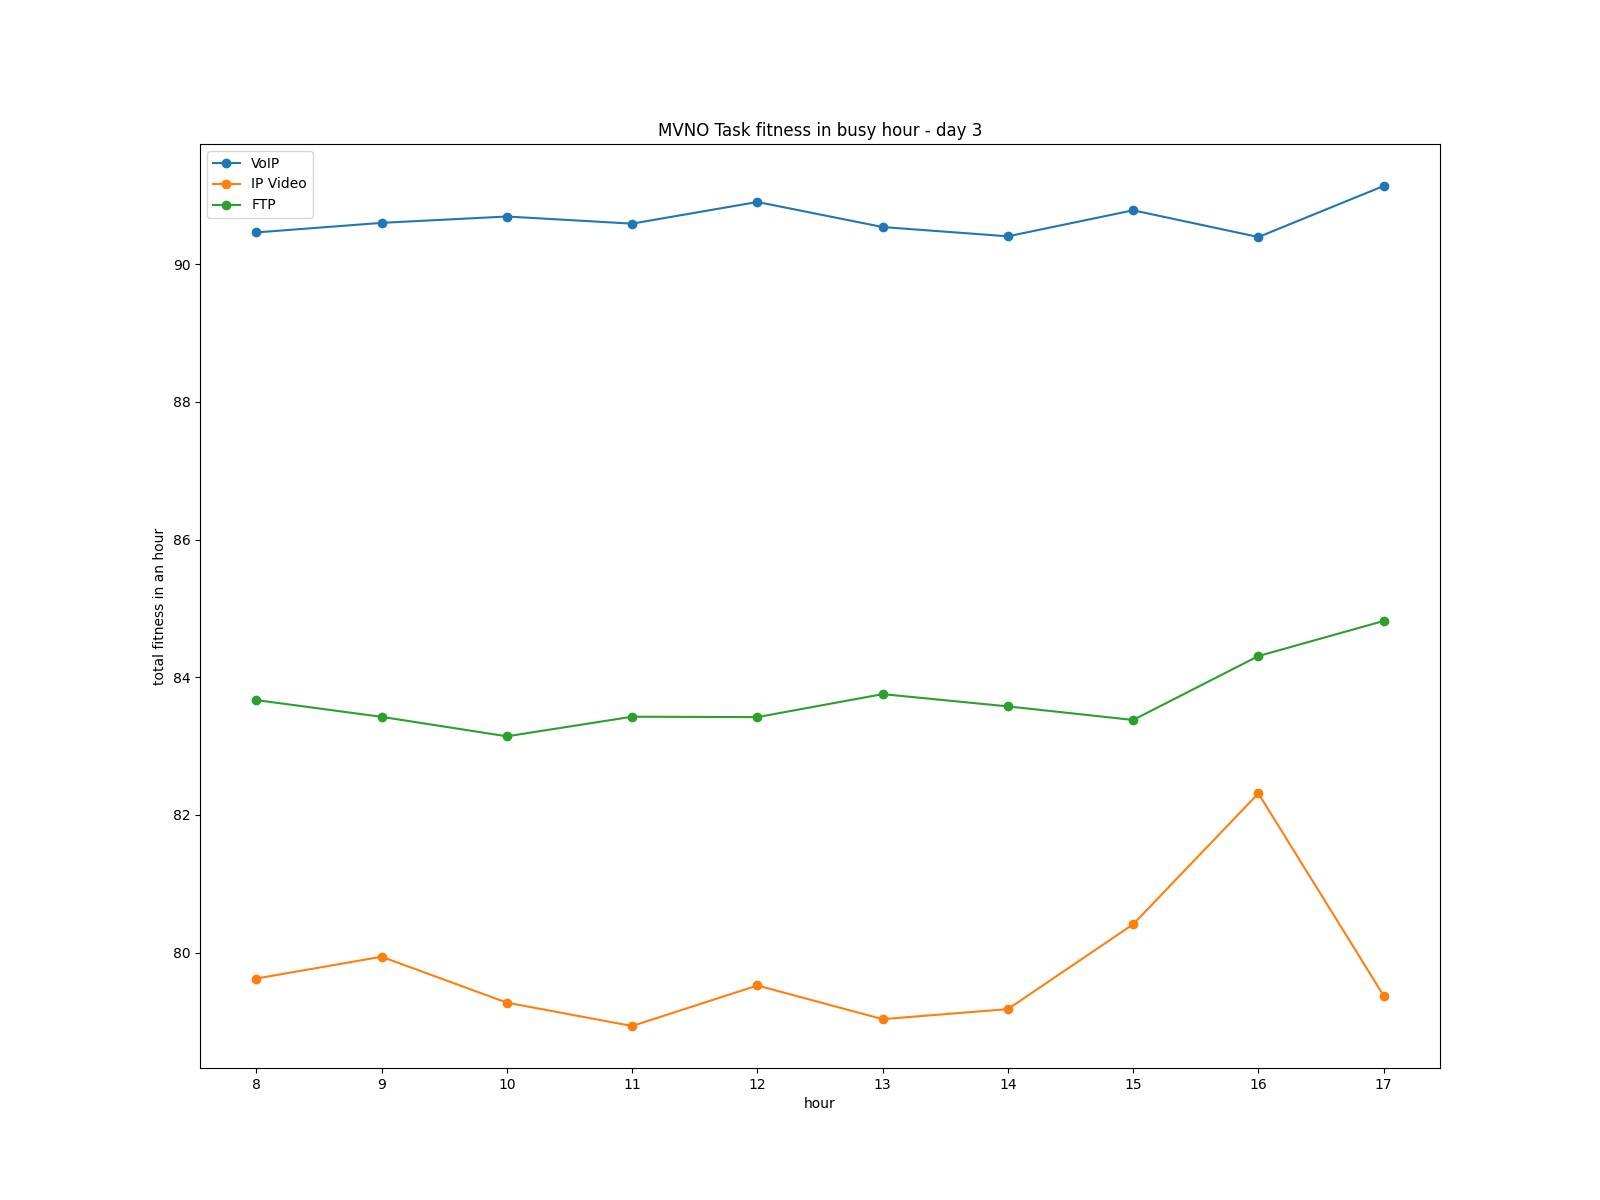 MVNO Task fitness in busy hour - day 3
VoIP
IP Video
FTP
90
88
86
84
82
80
total fitness in an hour
8 9 10 11 12 13 14 15 16 17
hour